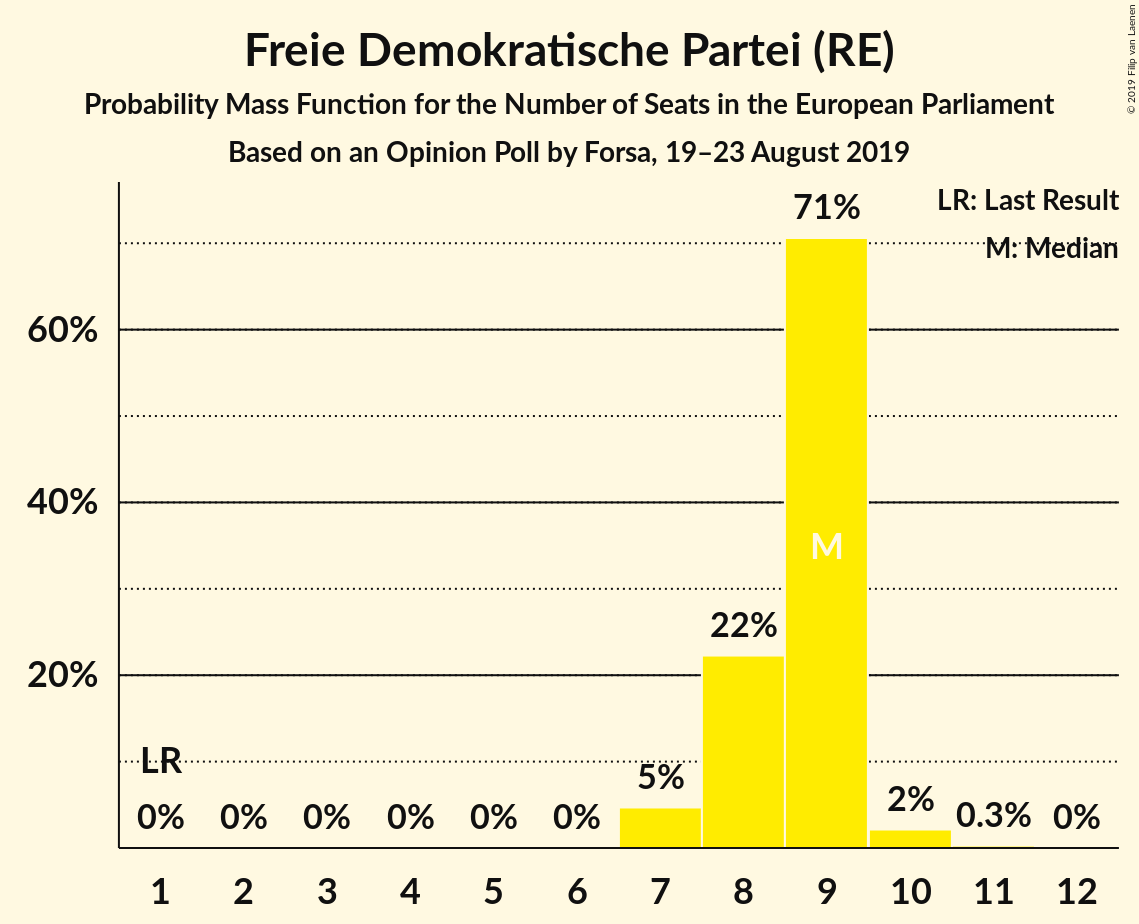 Freie Demokratische Partei (RE)
Probability Mass Function for the Number of Seats in the European Parliament
Based on an Opinion Poll by Forsa, 19–23 August 2019
© 2019 Filip van Laenen
LR: Last Result
M: Median
71%
60%
40%
M
22%
20%
LR
5%
0% 0% 0% 0% 0% 0% 2% 0.3% 0%
1 2 3 4 5 6 7 8 9 10 11 12